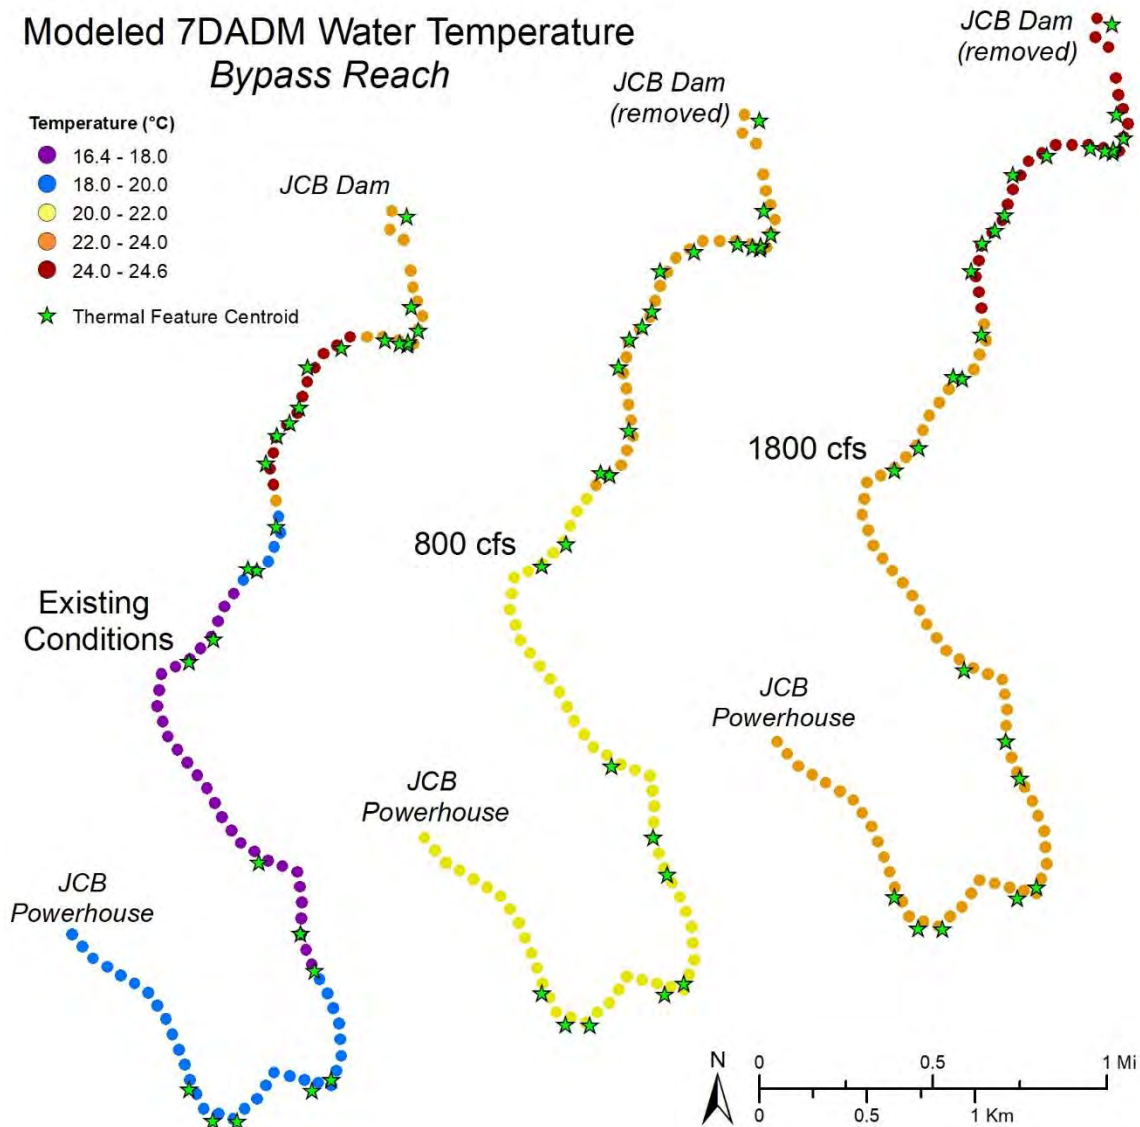 Modeled 7DADM Water Temperature
Bypass Reach
Temperature (°C)
16.4 - 18.0
18.0 - 20.0
20.0 - 22.0
22.0 - 24.0
24.0 - 24.6
Thermal Feature Centroid
JCB Dam
JCB Dam
(removed)
JCB Dam
(removed)
Existing
Conditions
800 cfs
1800 cfs
JCB
Powerhouse
JCB
Powerhouse
JCB
Powerhouse
N
0 0.5 1 Mi
0 0.5 1 Km